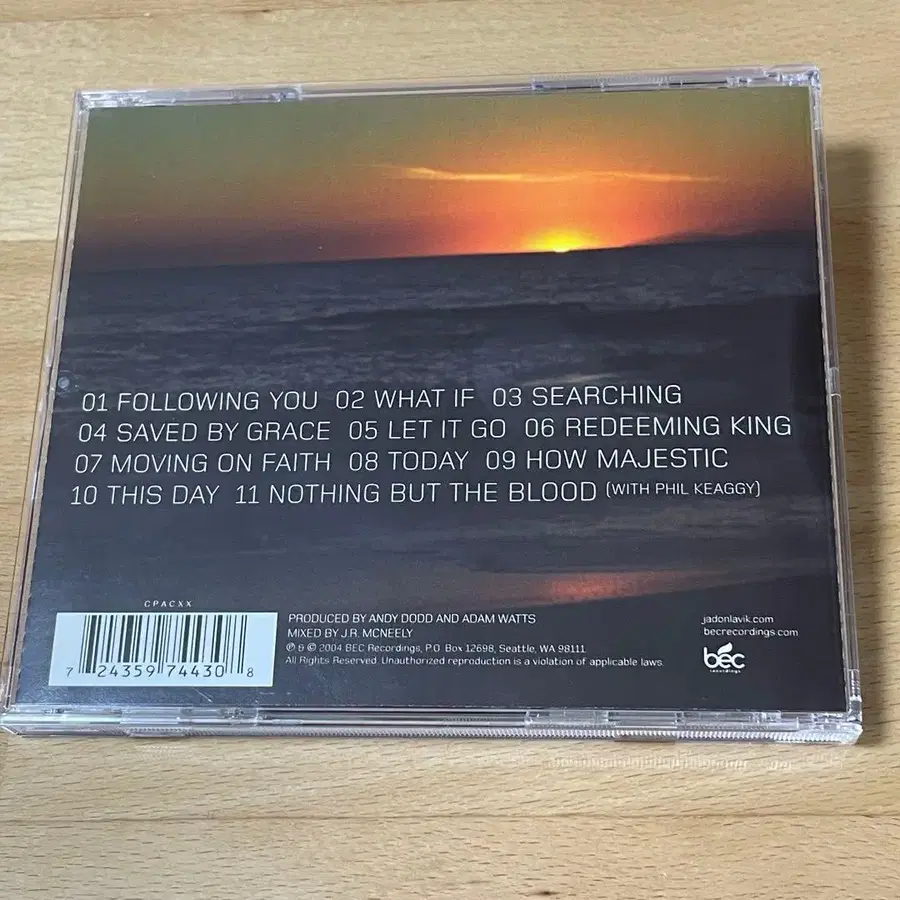 01 FOLLOWING YOU 02 WHAT IF 03 SEARCHING
04 SAVED BY GRACE 05 LET IT GO 06 REDEEMING KING
07 MOVING ON FAITH 08 TODAY 09 HOW MAJESTIC
10 THIS DAY 11 NOTHING BUT THE BLOOD (WITH PHIL KEAGGY)
CPACXX
7 24359 74430 8
PRODUCED BY ANDY DODD AND ADAM WATTS
MIXED BY J.R. MCNEELY
℗ & © 2004 BEC Recordings, P.O. Box 12698, Seattle, WA 98111
All Rights Reserved. Unauthorized reproduction is a violation of applicable laws.
jadonlavik.com
becrecordings.com
bec
recordings